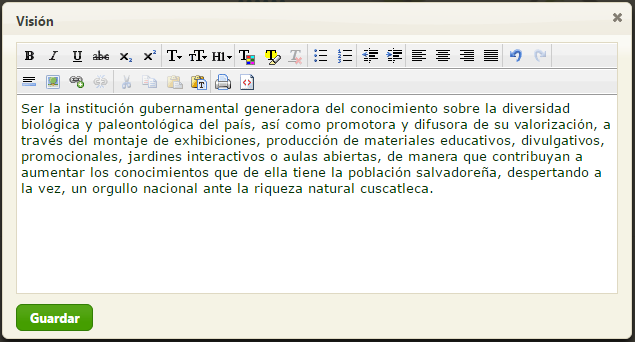 Visión
B I U abc x₂ x² T T H1 T T T
Ser la institución gubernamental generadora del conocimiento sobre la diversidad
biológica y paleontológica del país, así como promotora y difusora de su valorización, a
través del montaje de exhibiciones, producción de materiales educativos, divulgativos,
promocionales, jardines interactivos o aulas abiertas, de manera que contribuyan a
aumentar los conocimientos que de ella tiene la población salvadoreña, despertando a
la vez, un orgullo nacional ante la riqueza natural cuscatleca.
Guardar